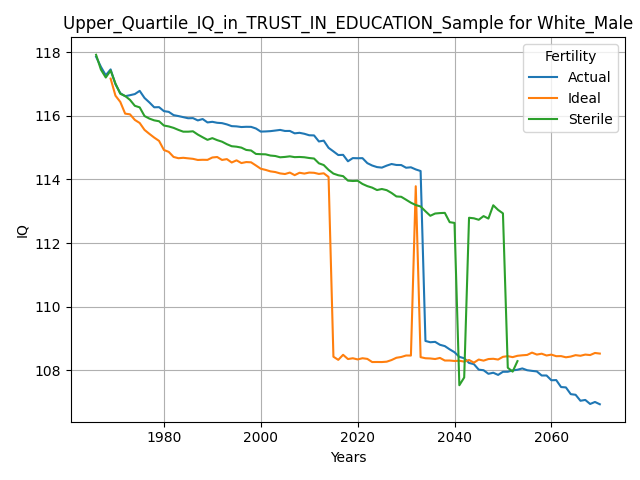 Upper_Quartile_IQ_in_TRUST_IN_EDUCATION_Sample for White_Male
Fertility
Actual
Ideal
Sterile
118
116
114
112
110
108
IQ
1980
2000
2020
2040
2060
Years